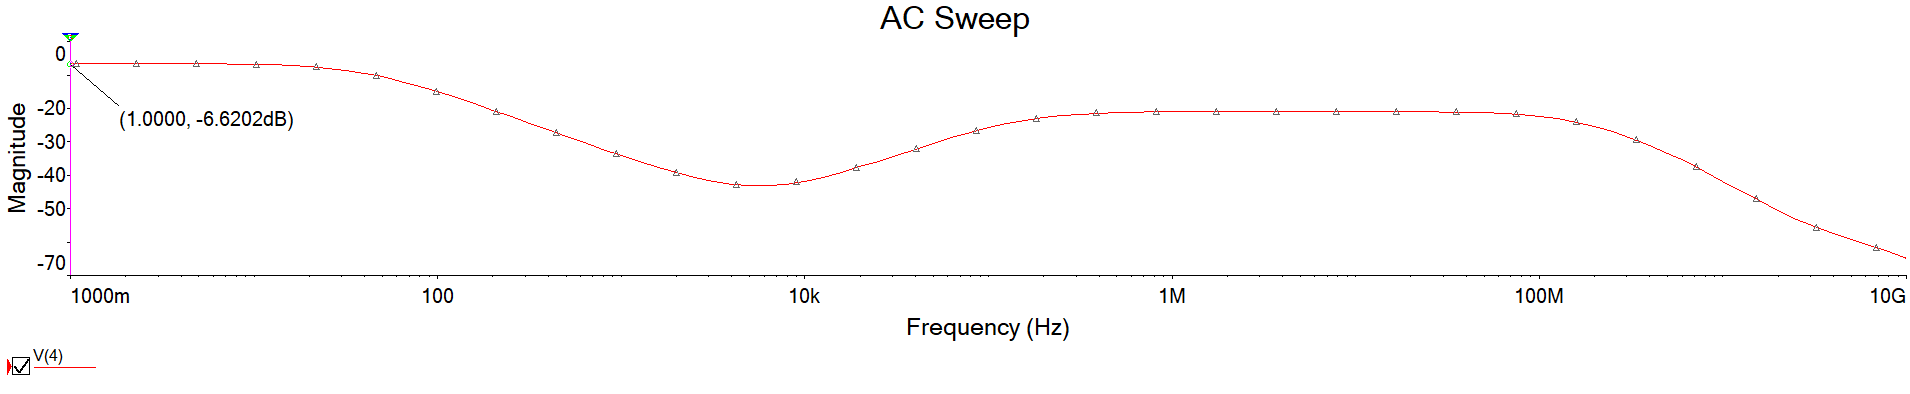 AC Sweep
0
-20
-30
-40
-50
-70
Magnitude
(1.0000, -6.6202dB)
1000m 100 10k 1M 100M 10G
Frequency (Hz)
V(4)